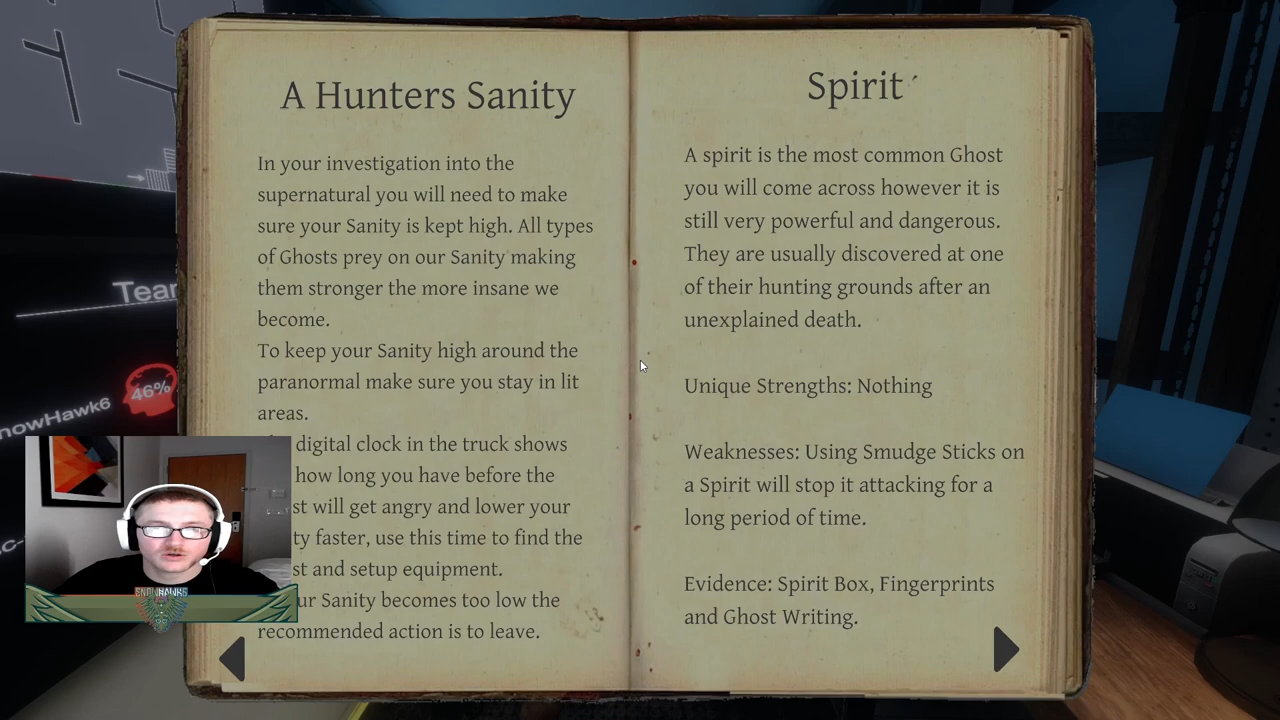 A Hunters Sanity
In your investigation into the
supernatural you will need to make
sure your Sanity is kept high. All types
of Ghosts prey on our Sanity making
them stronger the more insane we
become.
To keep your Sanity high around the
paranormal make sure you stay in lit
areas.
digital clock in the truck shows
how long you have before the
will get angry and lower your
faster, use this time to find the
and setup equipment.
Sanity becomes too low the
recommended action is to leave.
Spirit
A spirit is the most common Ghost
you will come across however it is
still very powerful and dangerous.
They are usually discovered at one
of their hunting grounds after an
unexplained death.
Unique Strengths: Nothing
Weaknesses: Using Smudge Sticks on
a Spirit will stop it attacking for a
long period of time.
Evidence: Spirit Box, Fingerprints
and Ghost Writing.
46%
nowHawk6
SNOWHAWK6